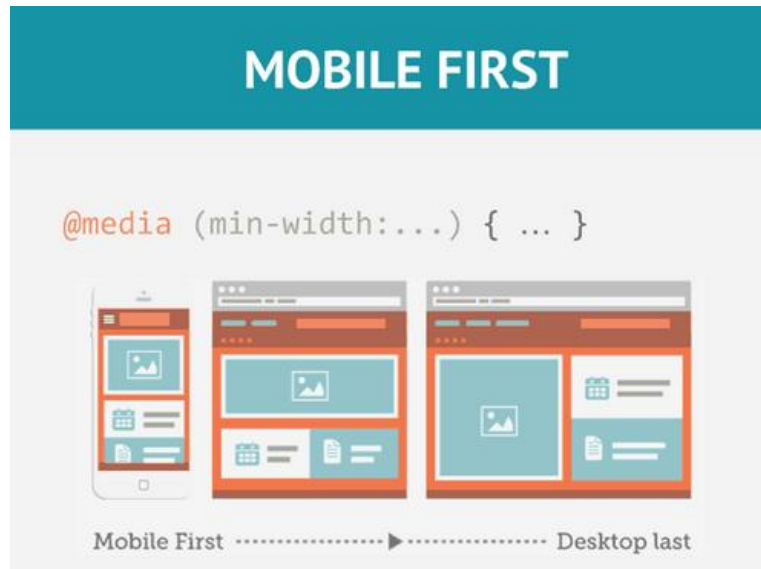 MOBILE FIRST
@media (min-width:...) { ... }
Mobile First
Desktop last